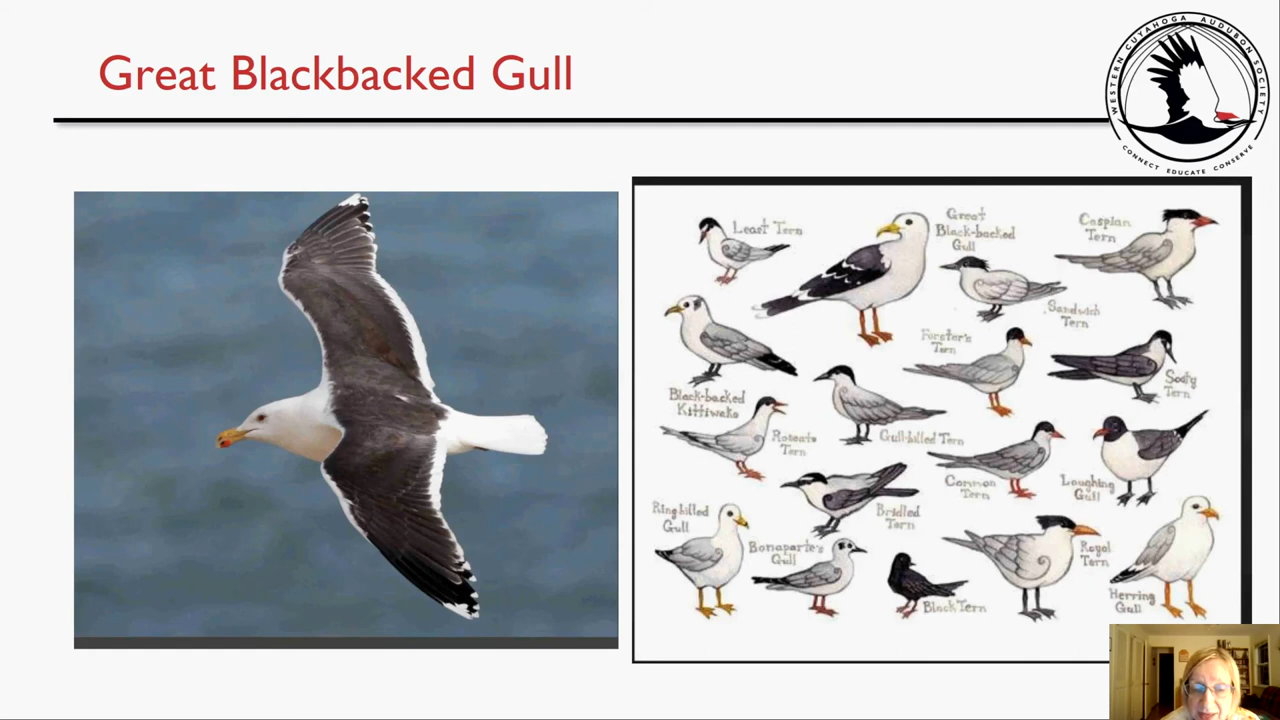 Great Blackbacked Gull
WESTERN CUYAHOGA AUDUBON SOCIETY
CONNECT EDUCATE CONSERVE
Least Tern
Great
Black-backed
Gull
Caspian
Tern
Sandwich
Tern
Forster's
Tern
Sooty
Tern
Black-backed
Kittiwake
Roseate
Tern
Gull-billed Tern
Common
Tern
Laughing
Gull
Ringbilled
Gull
Bridled
Tern
Bonaparte's
Gull
Black Tern
Royal
Tern
Herring
Gull